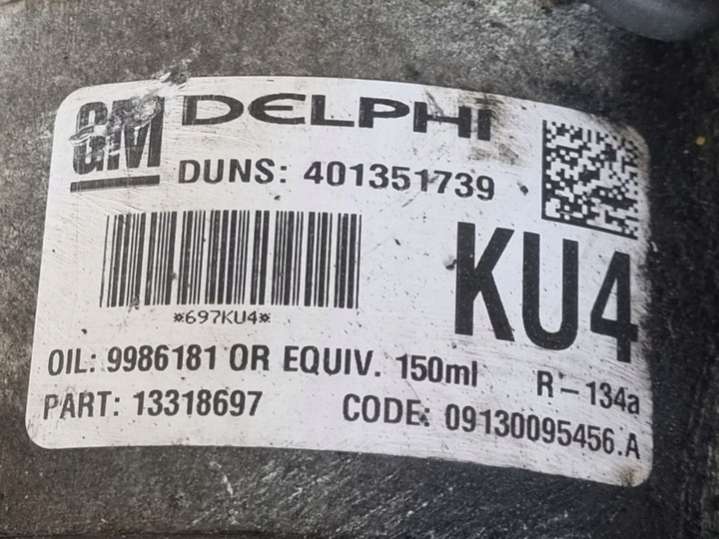 GM DELPHI
DUNS: 401351739
KU4
*697KU4*
OIL: 9986181 OR EQUIV. 150ml R-134a
PART: 13318697 CODE: 09130095456.A